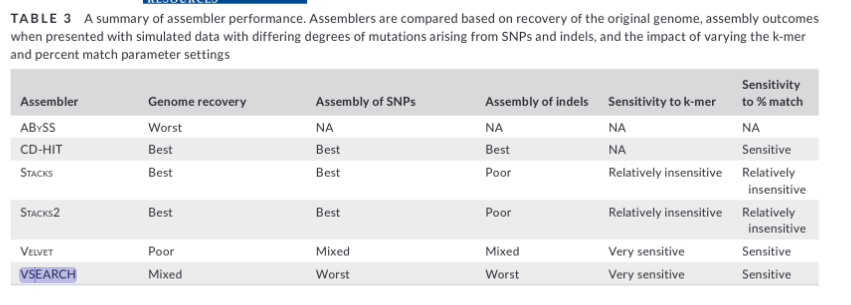 RESOURCES
TABLE 3 A summary of assembler performance. Assemblers are compared based on recovery of the original genome, assembly outcomes
when presented with simulated data with differing degrees of mutations arising from SNPs and indels, and the impact of varying the k-mer
and percent match parameter settings
Assembler Genome recovery Assembly of SNPs Assembly of indels Sensitivity to k-mer Sensitivity
to % match
ABySS Worst NA NA NA NA
CD-HIT Best Best Best NA Sensitive
Stacks Best Best Poor Relatively insensitive Relatively
insensitive
Stacks2 Best Best Poor Relatively insensitive Relatively
insensitive
Velvet Poor Mixed Mixed Very sensitive Sensitive
VSEARCH Mixed Worst Worst Very sensitive Sensitive